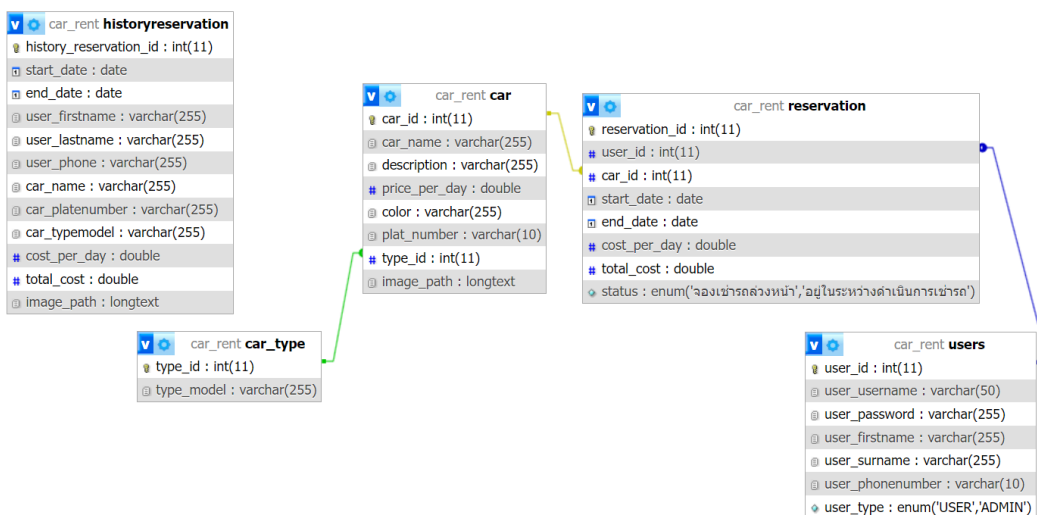 v car_rent historyreservation
history_reservation_id : int(11)
start_date : date
end_date : date
user_firstname : varchar(255)
user_lastname : varchar(255)
user_phone : varchar(255)
car_name : varchar(255)
car_platenumber : varchar(255)
car_typemodel : varchar(255)
# cost_per_day : double
# total_cost : double
image_path : longtext
v car_rent car
car_id : int(11)
car_name : varchar(255)
description : varchar(255)
# price_per_day : double
color : varchar(255)
plat_number : varchar(10)
# type_id : int(11)
image_path : longtext
v car_rent reservation
reservation_id : int(11)
# user_id : int(11)
# car_id : int(11)
start_date : date
end_date : date
# cost_per_day : double
# total_cost : double
status : enum('จองเช่ารถล่วงหน้า','อยู่ในระหว่างดำเนินการเช่ารถ')
v car_rent car_type
type_id : int(11)
type_model : varchar(255)
v car_rent users
user_id : int(11)
user_username : varchar(50)
user_password : varchar(255)
user_firstname : varchar(255)
user_surname : varchar(255)
user_phonenumber : varchar(10)
user_type : enum('USER','ADMIN')